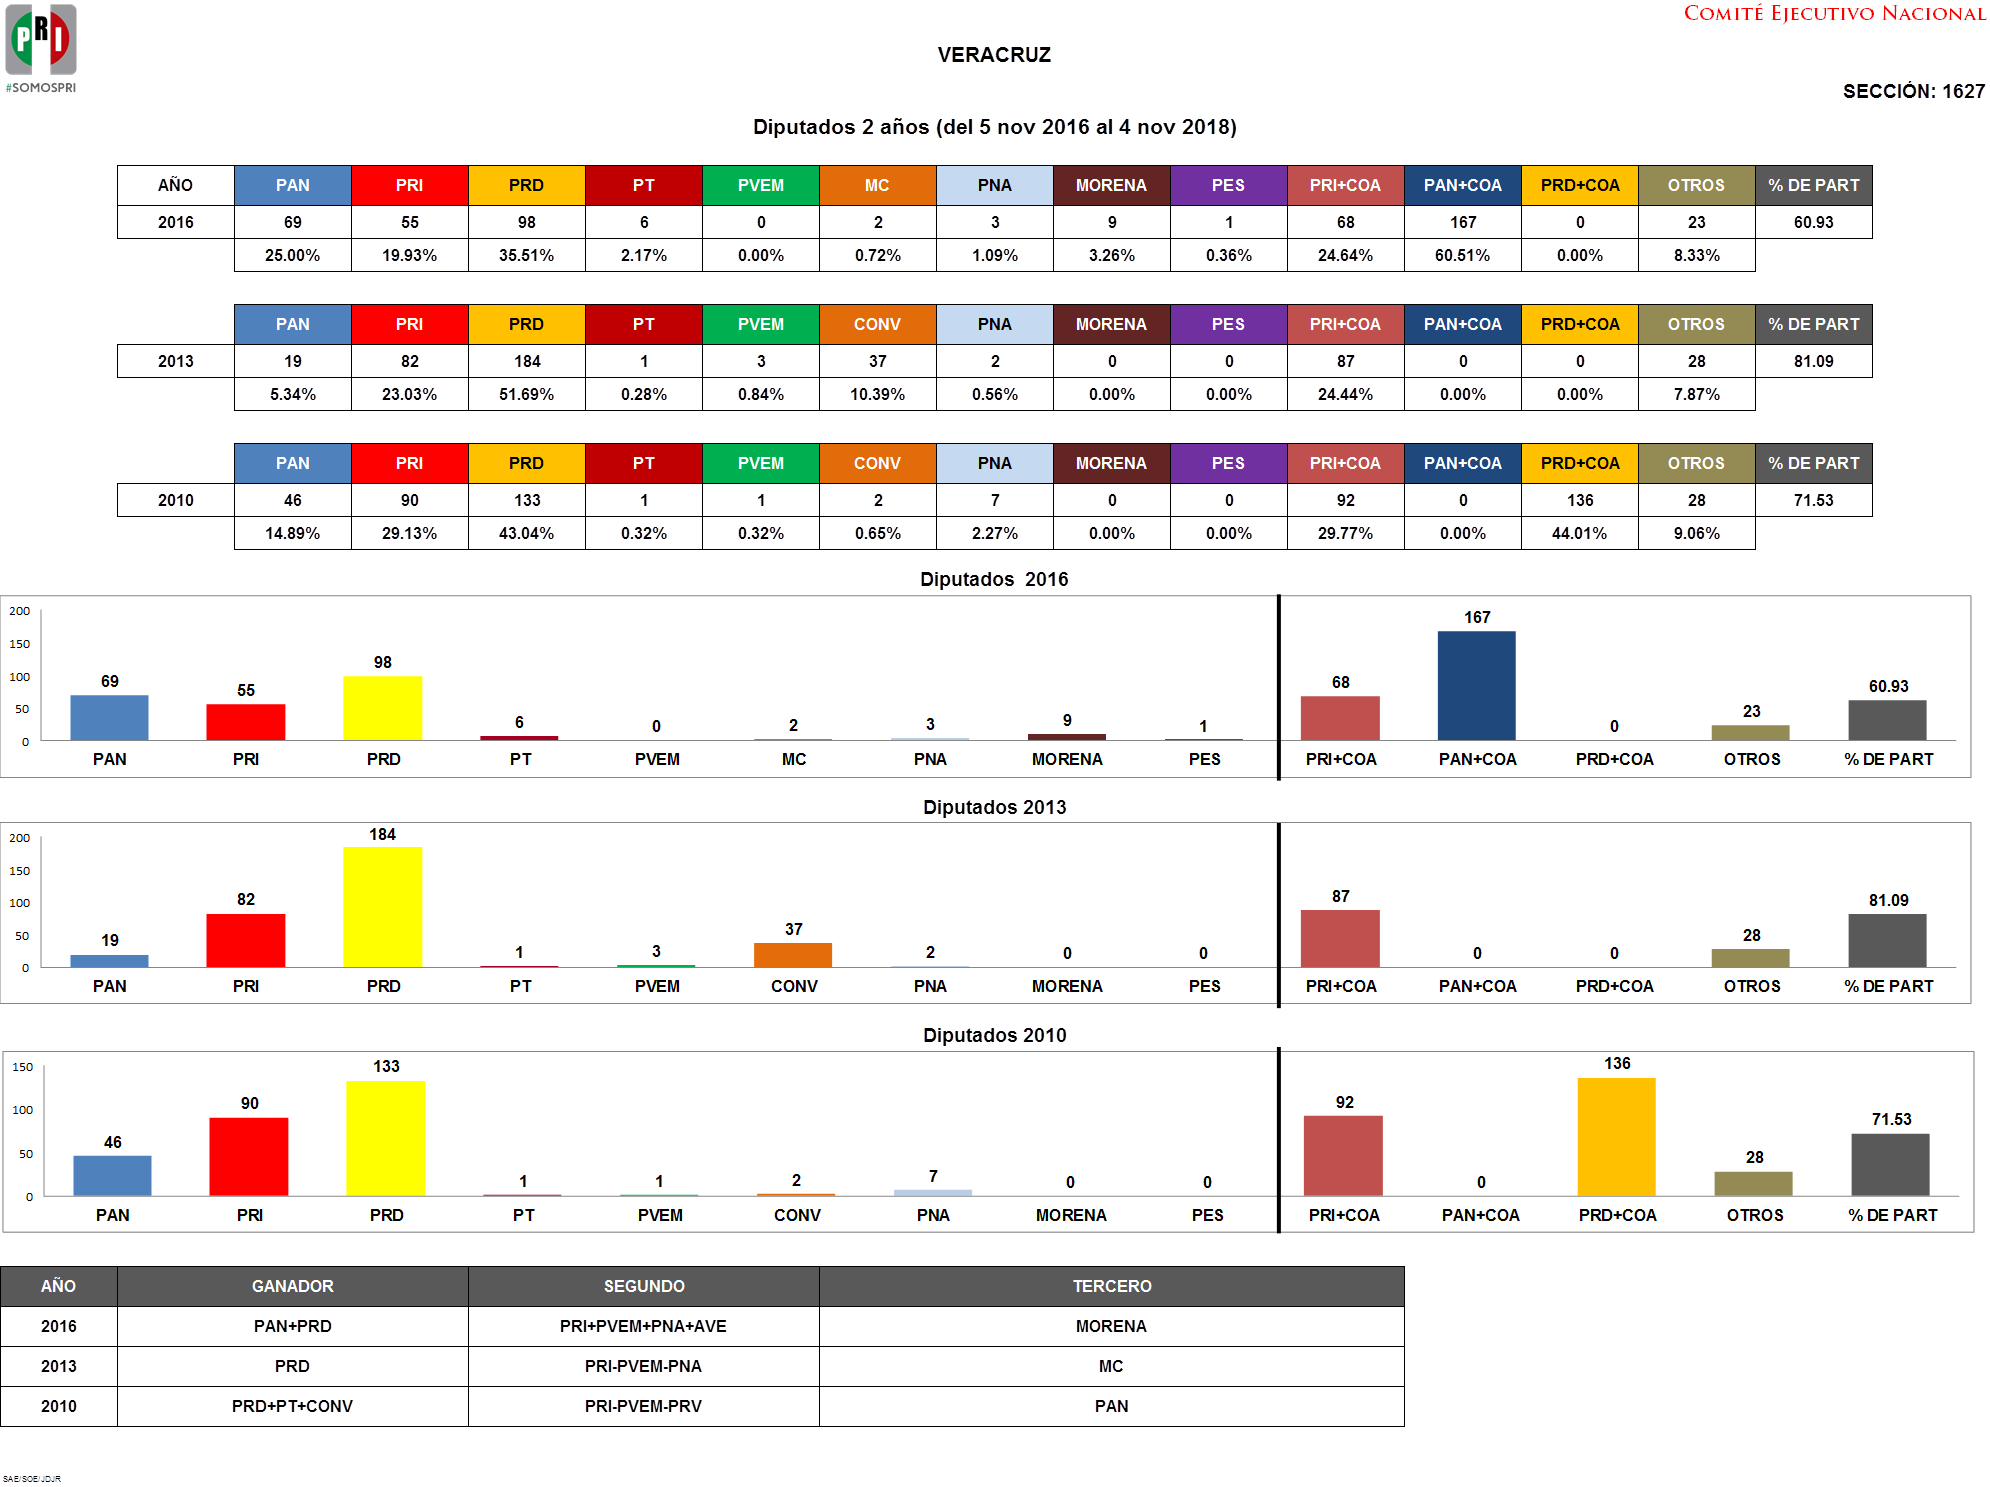 PRI
#SOMOSPRI
COMITÉ EJECUTIVO NACIONAL
VERACRUZ
SECCIÓN: 1627
Diputados 2 años (del 5 nov 2016 al 4 nov 2018)
AÑO PAN PRI PRD PT PVEM MC PNA MORENA PES PRI+COA PAN+COA PRD+COA OTROS % DE PART
2016 69 55 98 6 0 2 3 9 1 68 167 0 23 60.93
25.00% 19.93% 35.51% 2.17% 0.00% 0.72% 1.09% 3.26% 0.36% 24.64% 60.51% 0.00% 8.33%
PAN PRI PRD PT PVEM CONV PNA MORENA PES PRI+COA PAN+COA PRD+COA OTROS % DE PART
2013 19 82 184 1 3 37 2 0 0 87 0 0 28 81.09
5.34% 23.03% 51.69% 0.28% 0.84% 10.39% 0.56% 0.00% 0.00% 24.44% 0.00% 0.00% 7.87%
PAN PRI PRD PT PVEM CONV PNA MORENA PES PRI+COA PAN+COA PRD+COA OTROS % DE PART
2010 46 90 133 1 1 2 7 0 0 92 0 136 28 71.53
14.89% 29.13% 43.04% 0.32% 0.32% 0.65% 2.27% 0.00% 0.00% 29.77% 0.00% 44.01% 9.06%
Diputados 2016
200
150
100
50
0
69 55 98 6 0 2 3 9 1 68 167 0 23 60.93
PAN PRI PRD PT PVEM MC PNA MORENA PES PRI+COA PAN+COA PRD+COA OTROS % DE PART
Diputados 2013
200
150
100
50
0
19 82 184 1 3 37 2 0 0 87 0 0 28 81.09
PAN PRI PRD PT PVEM CONV PNA MORENA PES PRI+COA PAN+COA PRD+COA OTROS % DE PART
Diputados 2010
150
100
50
0
46 90 133 1 1 2 7 0 0 92 0 136 28 71.53
PAN PRI PRD PT PVEM CONV PNA MORENA PES PRI+COA PAN+COA PRD+COA OTROS % DE PART
AÑO GANADOR SEGUNDO TERCERO
2016 PAN+PRD PRI+PVEM+PNA+AVE MORENA
2013 PRD PRI-PVEM-PNA MC
2010 PRD+PT+CONV PRI-PVEM-PRV PAN
SAE/SOE/JDJR